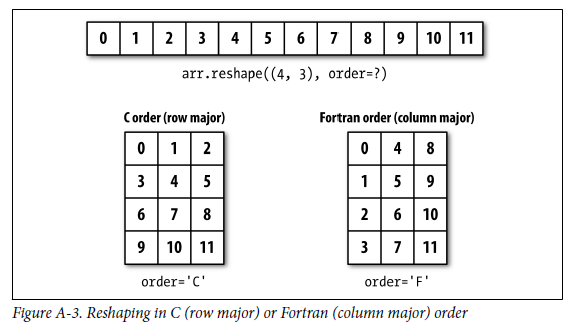 0 1 2 3 4 5 6 7 8 9 10 11
arr.reshape((4, 3), order=?)
C order (row major)
0 1 2
3 4 5
6 7 8
9 10 11
order='C'
Fortran order (column major)
0 4 8
1 5 9
2 6 10
3 7 11
order='F'
Figure A-3. Reshaping in C (row major) or Fortran (column major) order